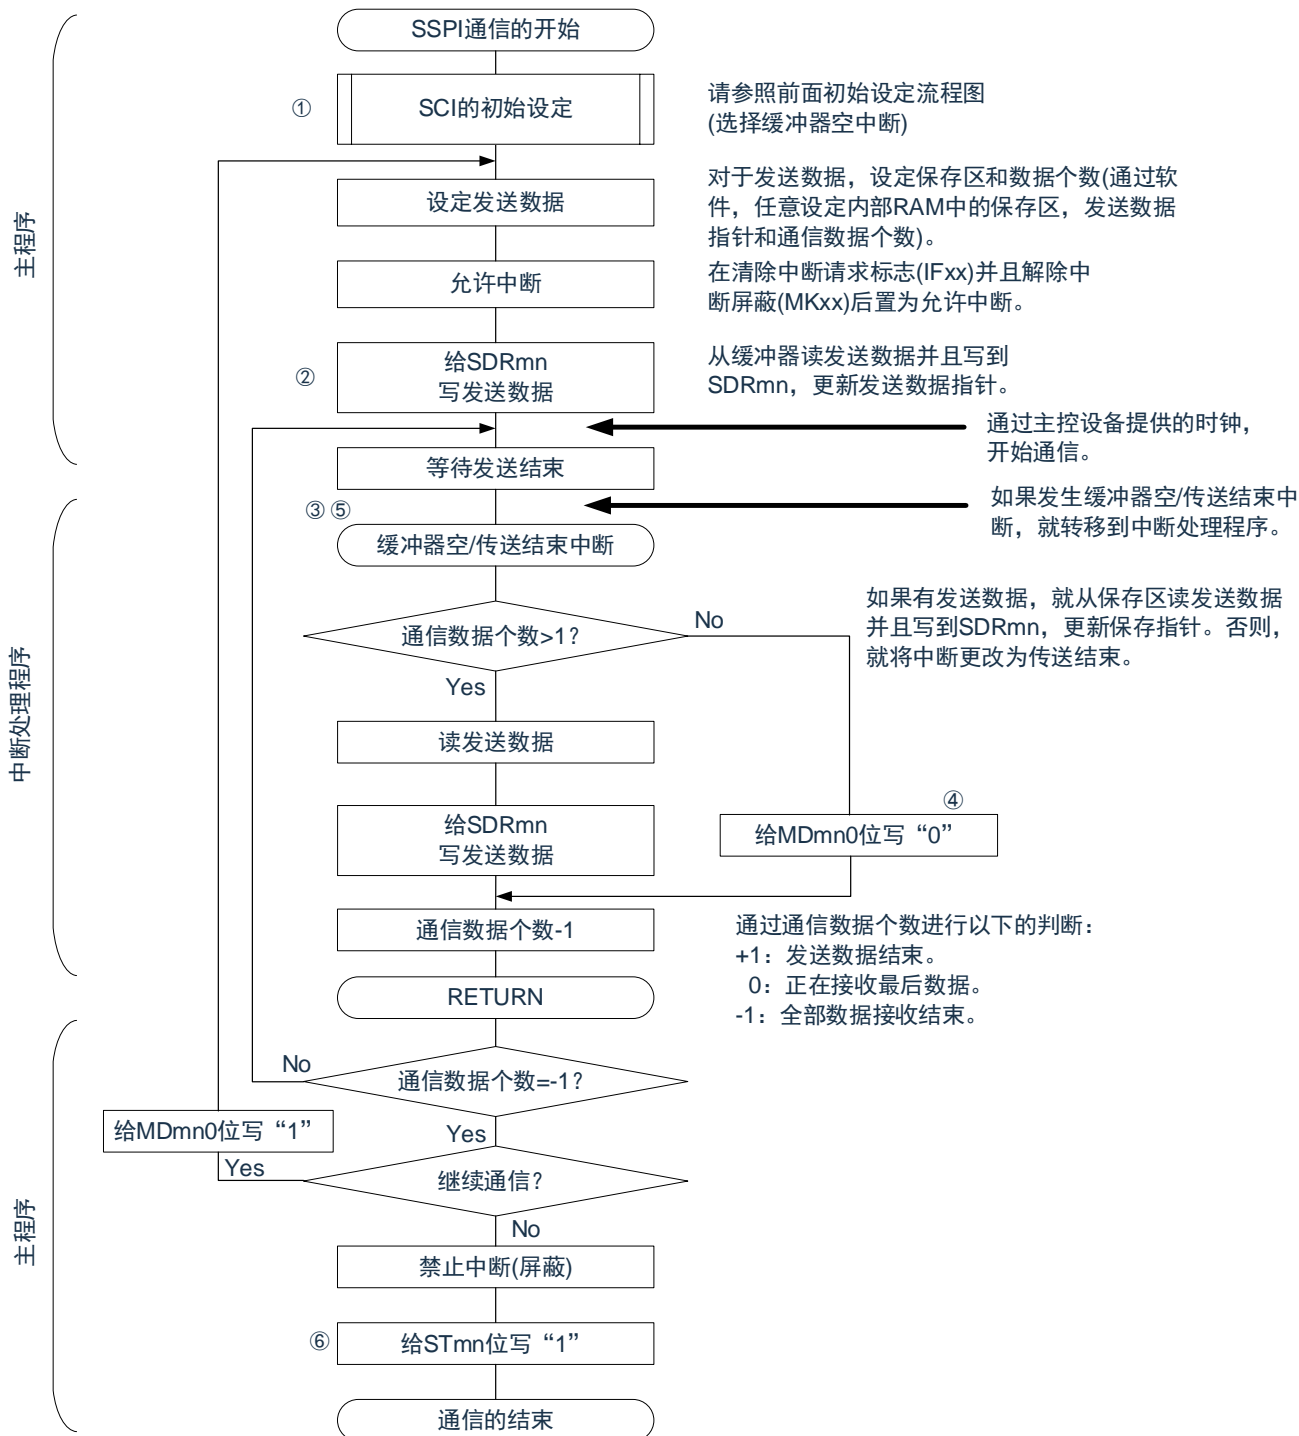 SSPI通信的开始
①
SCI的初始设定
请参照前面初始设定流程图
(选择缓冲器空中断)
设定发送数据
对于发送数据，设定保存区和数据个数(通过软
件，任意设定内部RAM中的保存区，发送数据
指针和通信数据个数)。
主程序
允许中断
在清除中断请求标志(IFxx)并且解除中
断屏蔽(MKxx)后置为允许中断。
②
给SDRmn
写发送数据
从缓冲器读发送数据并且写到
SDRmn，更新发送数据指针。
通过主控设备提供的时钟，
开始通信。
等待发送结束
③⑤
如果发生缓冲器空/传送结束中
断，就转移到中断处理程序。
缓冲器空/传送结束中断
通信数据个数>1？
No
如果有发送数据，就从保存区读发送数据
并且写到SDRmn，更新保存指针。否则，
就将中断更改为传送结束。
Yes
中断处理程序
读发送数据
④
给SDRmn
写发送数据
给MDmn0位写“0”
通信数据个数-1
通过通信数据个数进行以下的判断：
+1：发送数据结束。
0：正在接收最后数据。
-1：全部数据接收结束。
RETURN
No
通信数据个数=-1？
给MDmn0位写“1”
Yes
Yes
继续通信？
主程序
No
禁止中断(屏蔽)
⑥
给STmn位写“1”
通信的结束